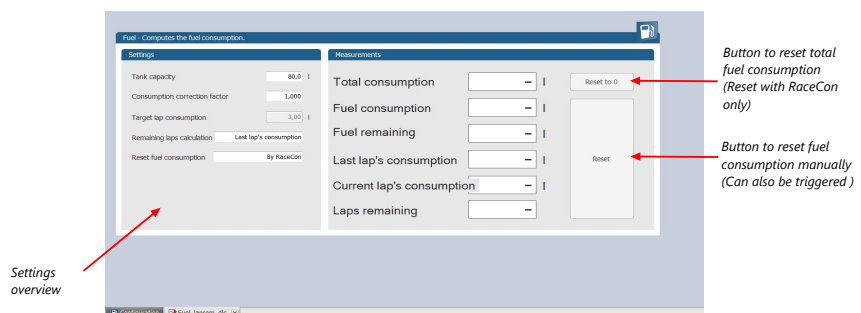 Fuel - Computes the fuel consumption.
Settings
Tank capacity 80,0 l
Consumption correction factor 1,000
Target lap consumption 3,00 l
Remaining laps calculation Last lap's consumption
Reset fuel consumption By RaceCon
Measurements
Total consumption – l Reset to 0
Fuel consumption – l
Fuel remaining – l
Last lap's consumption – l Reset
Current lap's consumption – l
Laps remaining –
Button to reset total
fuel consumption
(Reset with RaceCon
only)
Button to reset fuel
consumption manually
(Can also be triggered )
Settings
overview